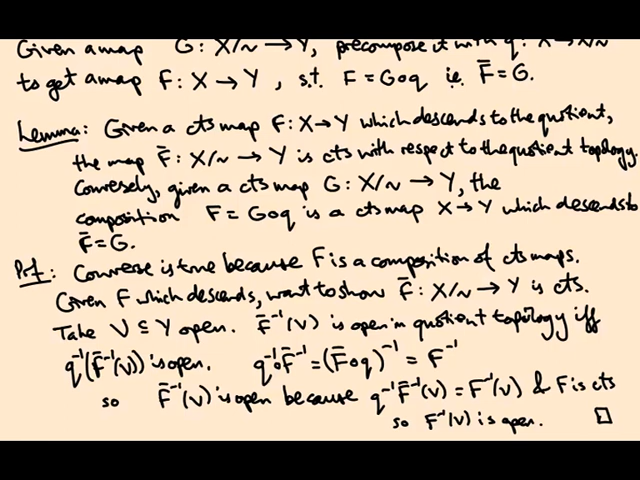 Given a map G: X/~ → Y, precompose it with q: X → X/~
to get a map F: X → Y, s.t. F = G∘q i.e. F̄ = G.
Lemma: Given a cts map F: X → Y which descends to the quotient,
the map F̄: X/~ → Y is cts with respect to the quotient topology.
Conversely, given a cts map G: X/~ → Y, the
composition F = G∘q is a cts map X → Y which descends to
F̄ = G.
Prf: Converse is true because F is a composition of cts maps.
Given F which descends, want to show F̄: X/~ → Y is cts.
Take V ⊆ Y open. F̄⁻¹(V) is open in quotient topology iff
q⁻¹(F̄⁻¹(V)) is open. q⁻¹∘F̄⁻¹ = (F̄∘q)⁻¹ = F⁻¹
so F̄⁻¹(V) is open because q⁻¹F̄⁻¹(V) = F⁻¹(V) & F is cts
so F⁻¹(V) is open. □